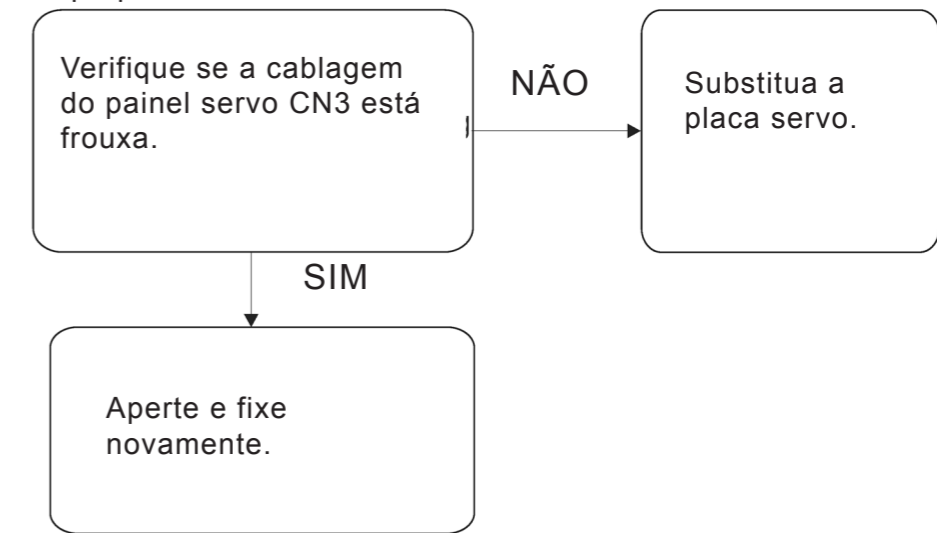 Verifique se a cablagem
do painel servo CN3 está
frouxa.
NÃO
Substitua a
placa servo.
SIM
Aperte e fixe
novamente.